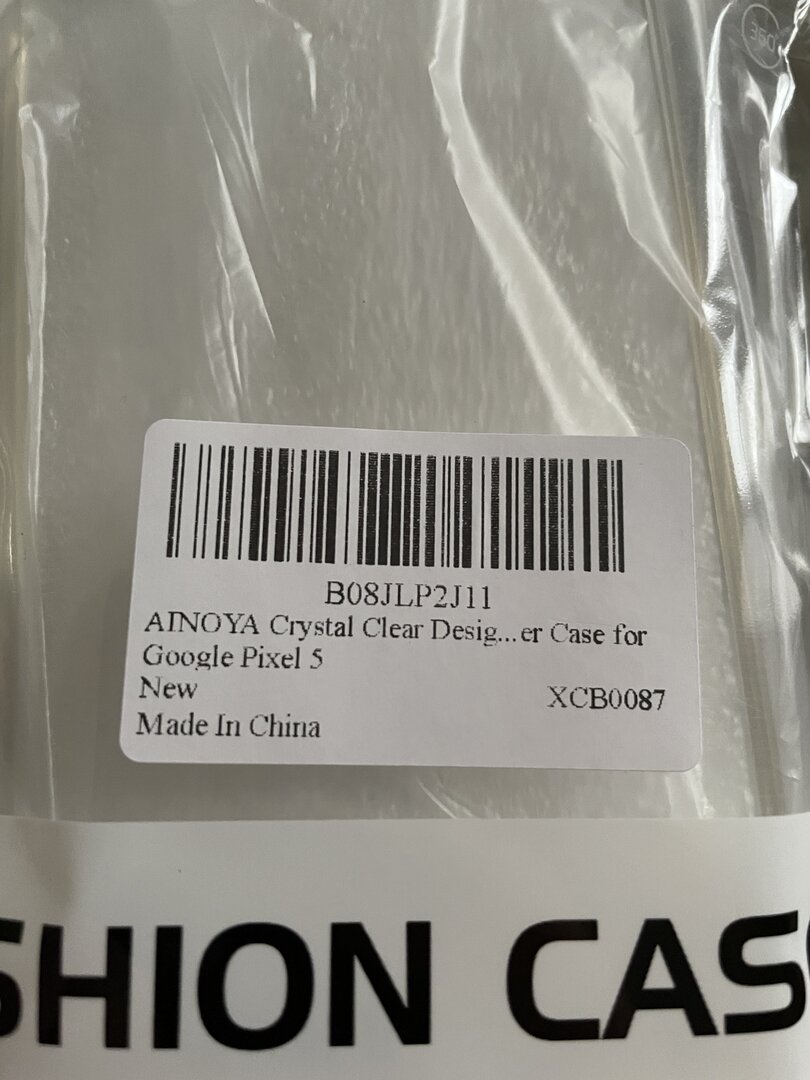 B08JLP2J11
AINOYA Crystal Clear Desig...er Case for
Google Pixel 5
New XCB0087
Made In China
SHION CAS